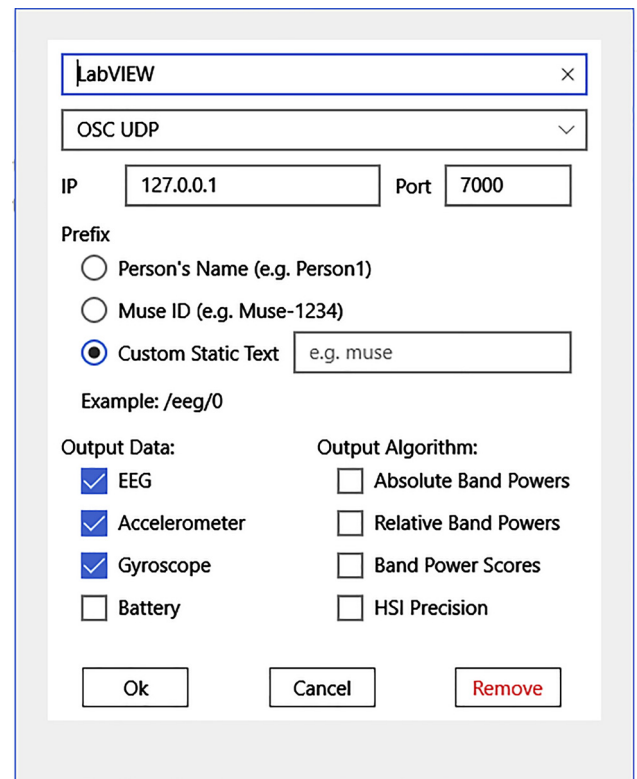 LabVIEW
OSC UDP
IP 127.0.0.1 Port 7000
Prefix
Person's Name (e.g. Person1)
Muse ID (e.g. Muse-1234)
Custom Static Text e.g. muse
Example: /eeg/0
Output Data: Output Algorithm:
EEG Absolute Band Powers
Accelerometer Relative Band Powers
Gyroscope Band Power Scores
Battery HSI Precision
Ok Cancel Remove